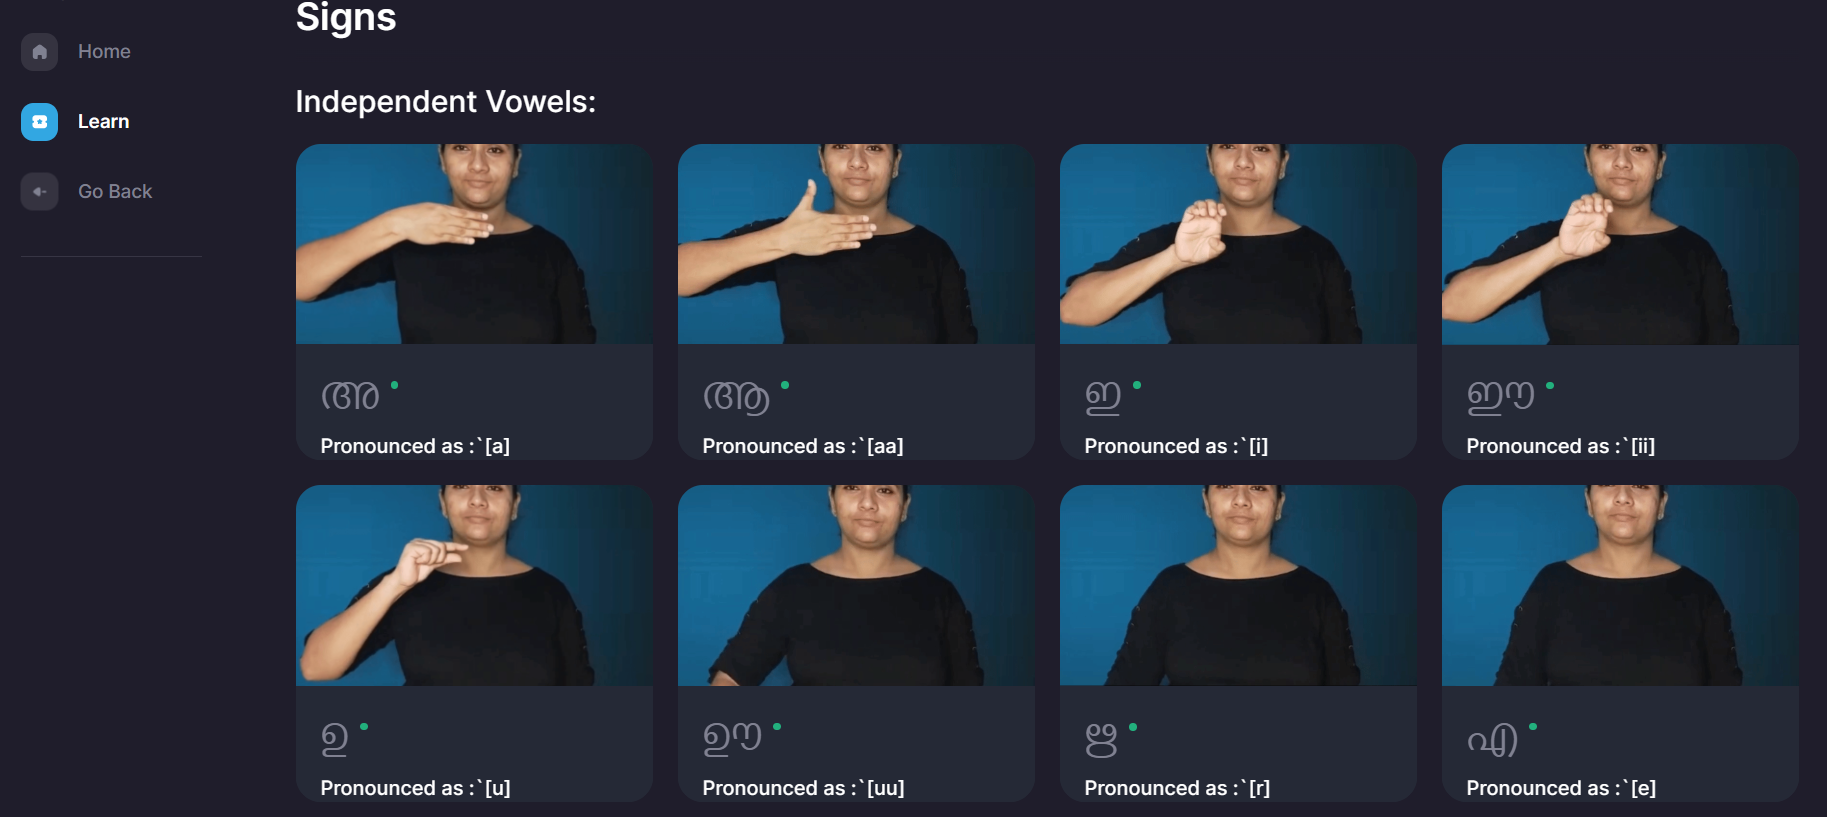 Signs
Home
Learn
Go Back
Independent Vowels:
അ
Pronounced as :`[a]
ആ
Pronounced as :`[aa]
ഇ
Pronounced as :`[i]
ഈ
Pronounced as :`[ii]
ഉ
Pronounced as :`[u]
ഊ
Pronounced as :`[uu]
ഋ
Pronounced as :`[r]
എ
Pronounced as :`[e]